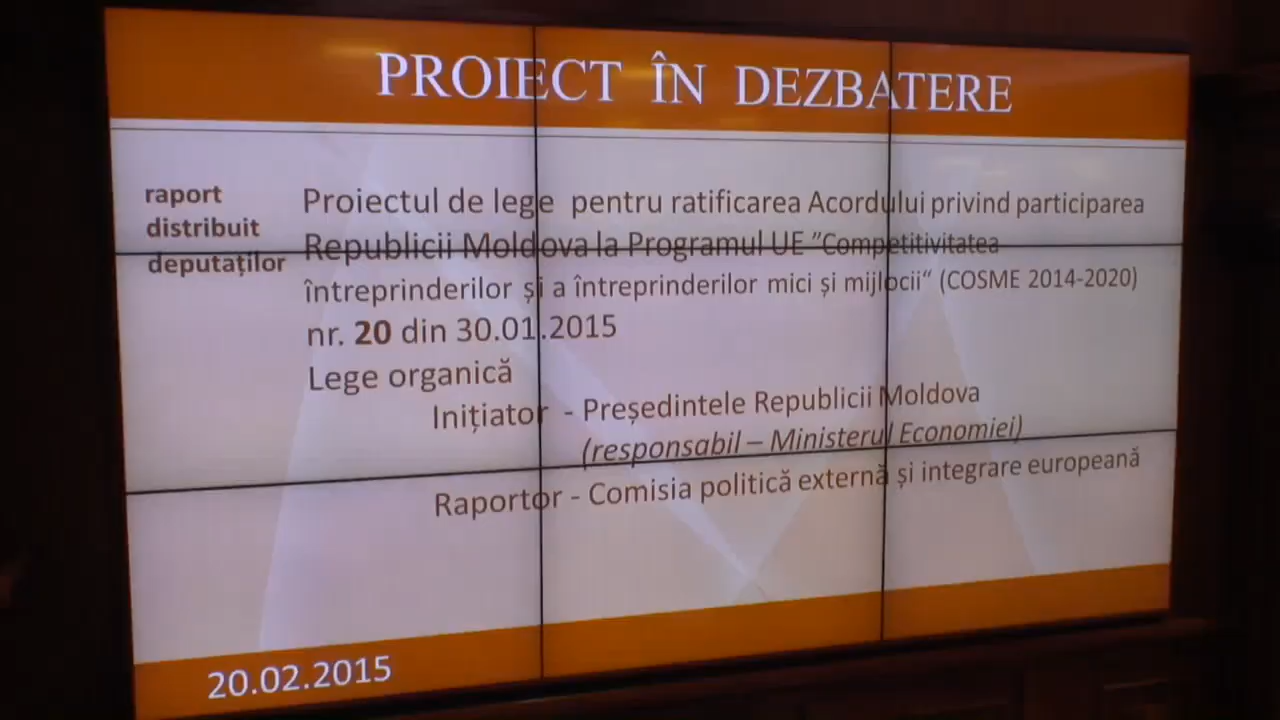 PROIECT ÎN DEZBATERE
raport
distribuit
deputaților
Proiectul de lege pentru ratificarea Acordului privind participarea
Republicii Moldova la Programul UE ”Competitivitatea
întreprinderilor și a întreprinderilor mici și mijlocii“ (COSME 2014-2020)
nr. 20 din 30.01.2015
Lege organică
Inițiator - Președintele Republicii Moldova
(responsabil – Ministerul Economiei)
Raportor - Comisia politică externă și integrare europeană
20.02.2015